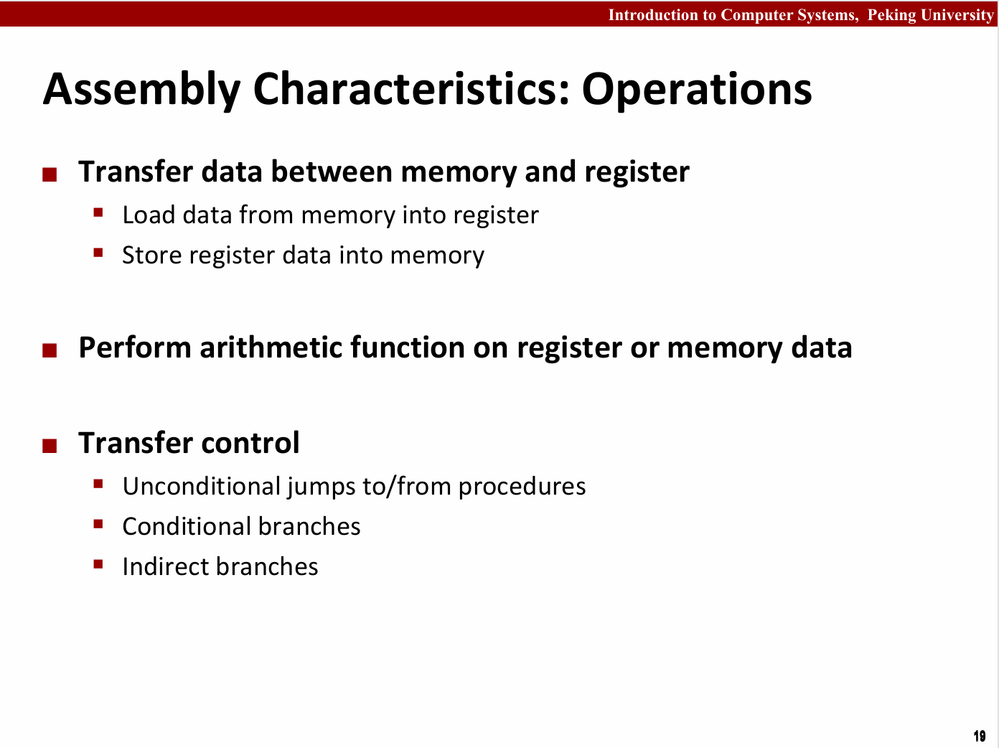 Introduction to Computer Systems, Peking University
Assembly Characteristics: Operations
Transfer data between memory and register
Load data from memory into register
Store register data into memory
Perform arithmetic function on register or memory data
Transfer control
Unconditional jumps to/from procedures
Conditional branches
Indirect branches
19